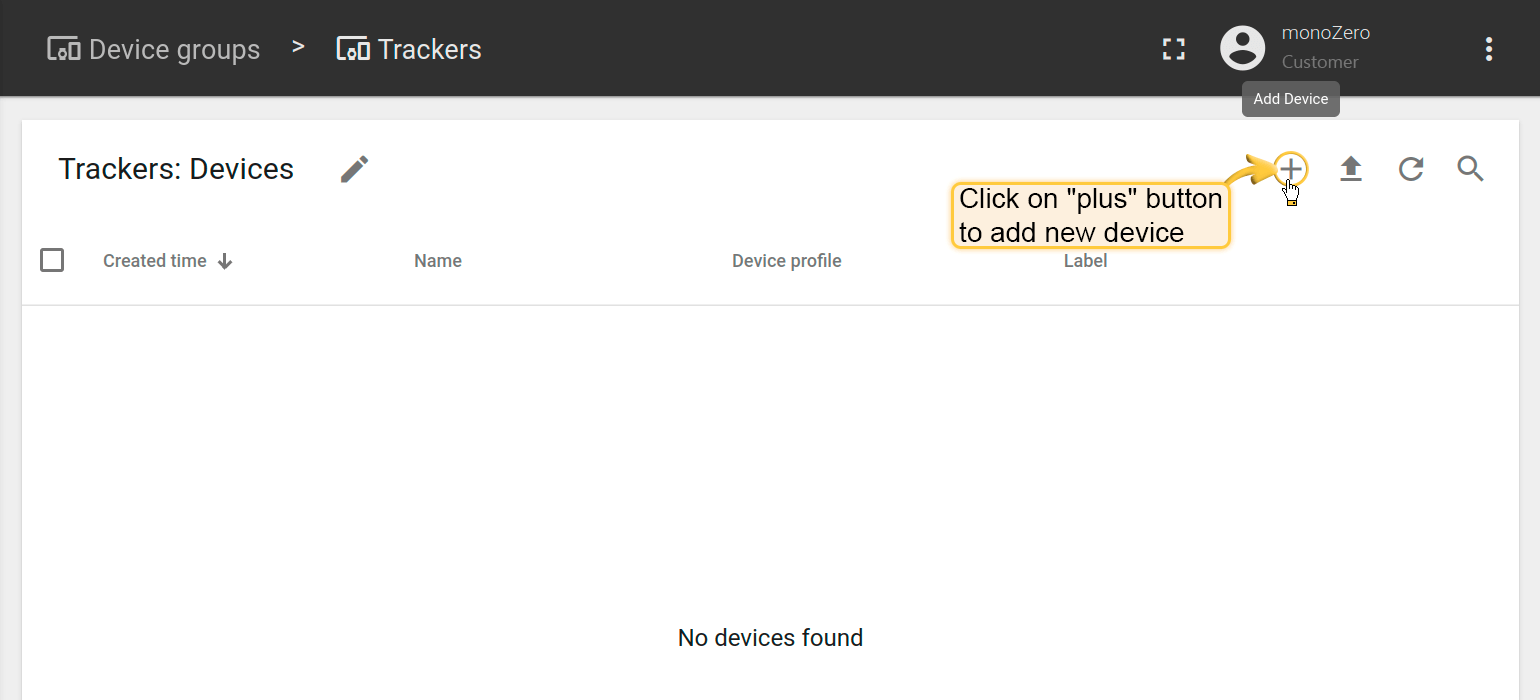 Device groups > Trackers
monoZero
Customer
Add Device
Trackers: Devices
Click on "plus" button
to add new device
Created time Name Device profile Label
No devices found